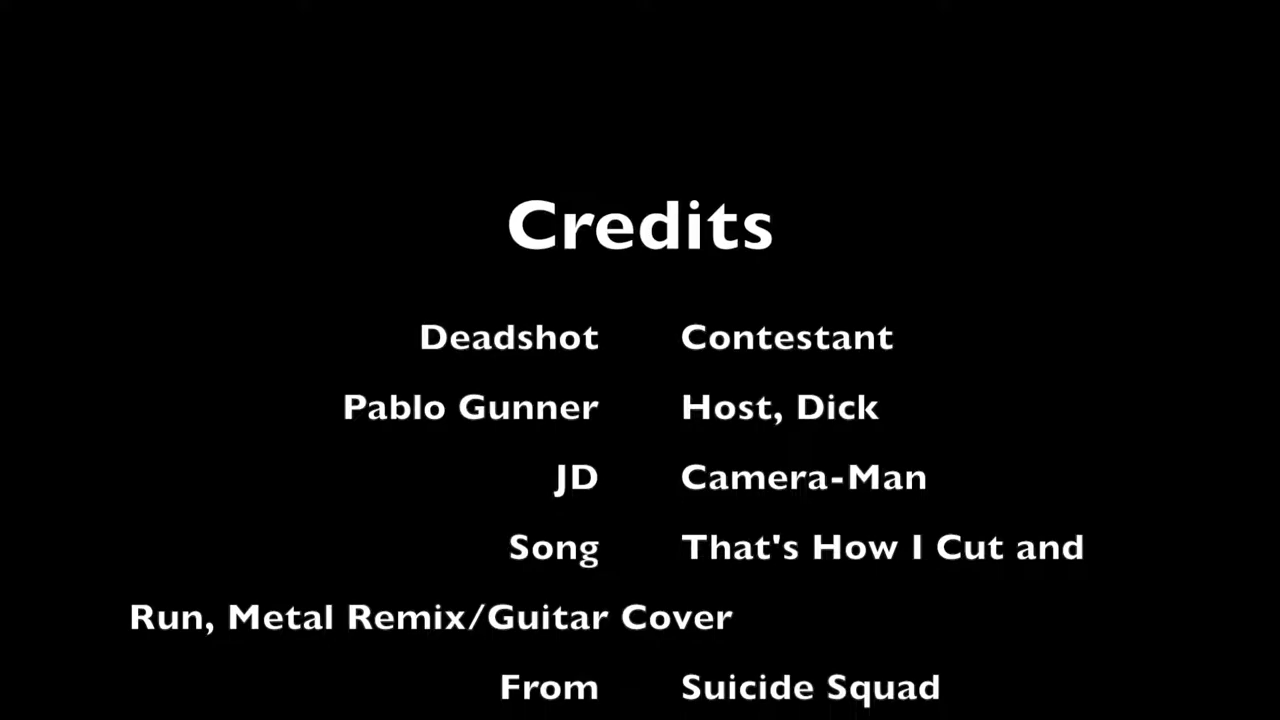 Credits
Deadshot Contestant
Pablo Gunner Host, Dick
JD Camera-Man
Song That's How I Cut and
Run, Metal Remix/Guitar Cover
From Suicide Squad